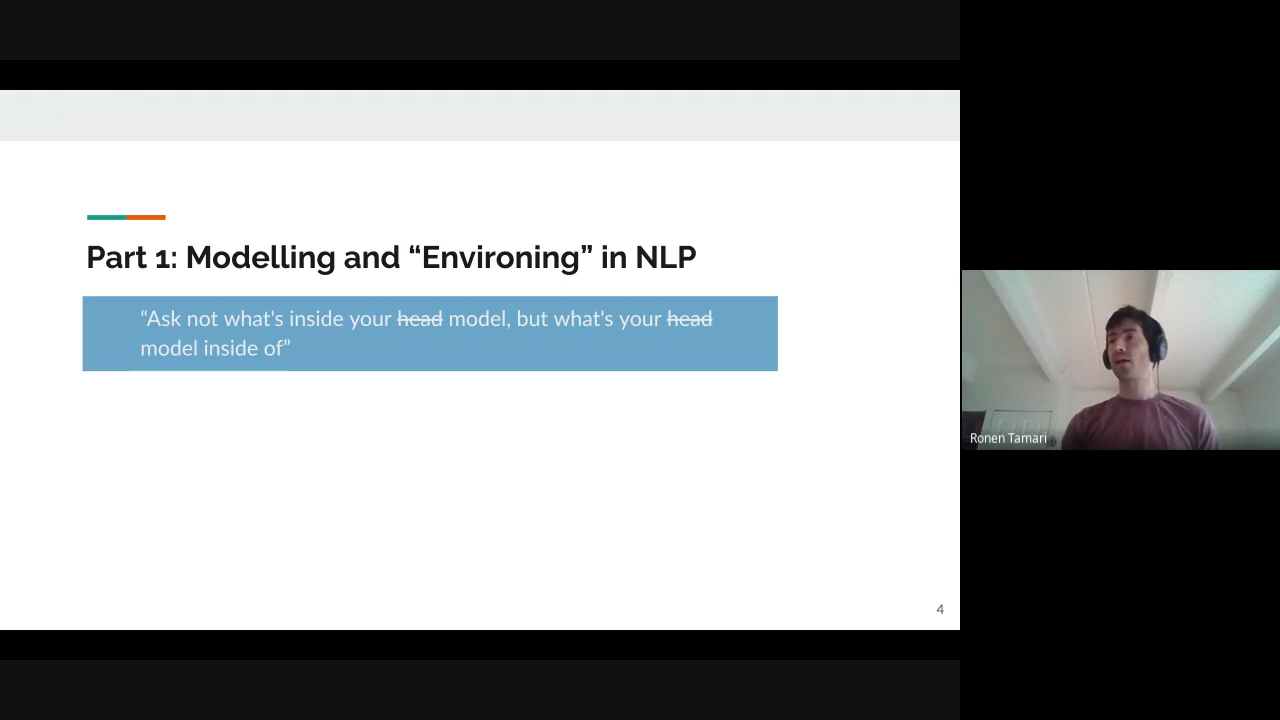 Part 1: Modelling and “Environing” in NLP
“Ask not what's inside your head model, but what's your head
model inside of”
4
Ronen Tamari